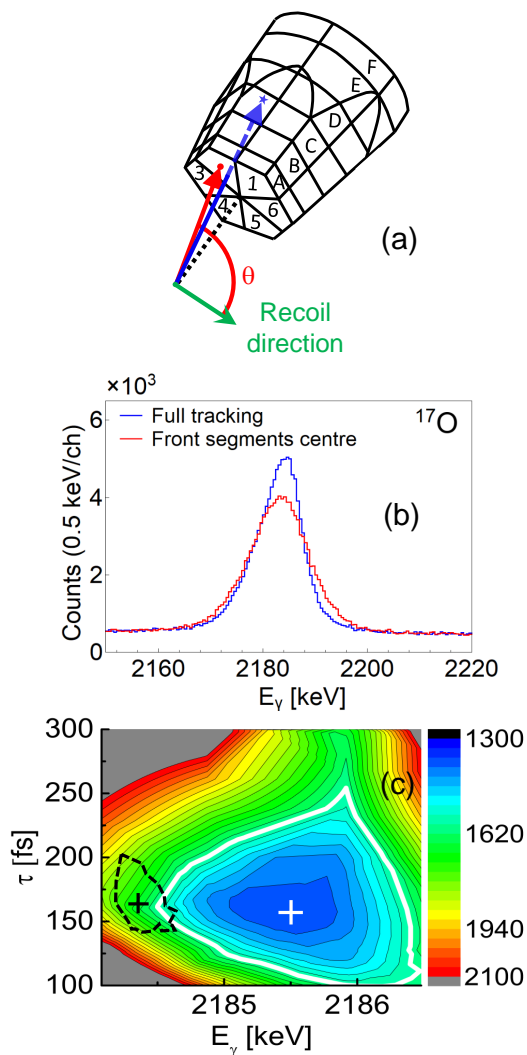 F
E
D
C
B
A
3
1
4
6
5
(a)
θ
Recoil
direction
×10³
Full tracking
Front segments centre
¹⁷O
(b)
6
4
2
0
Counts (0.5 keV/ch)
2160 2180 2200 2220
Eγ [keV]
300
250
200
150
100
τ [fs]
(c)
1300
1620
1940
2100
2185 2186
Eγ [keV]